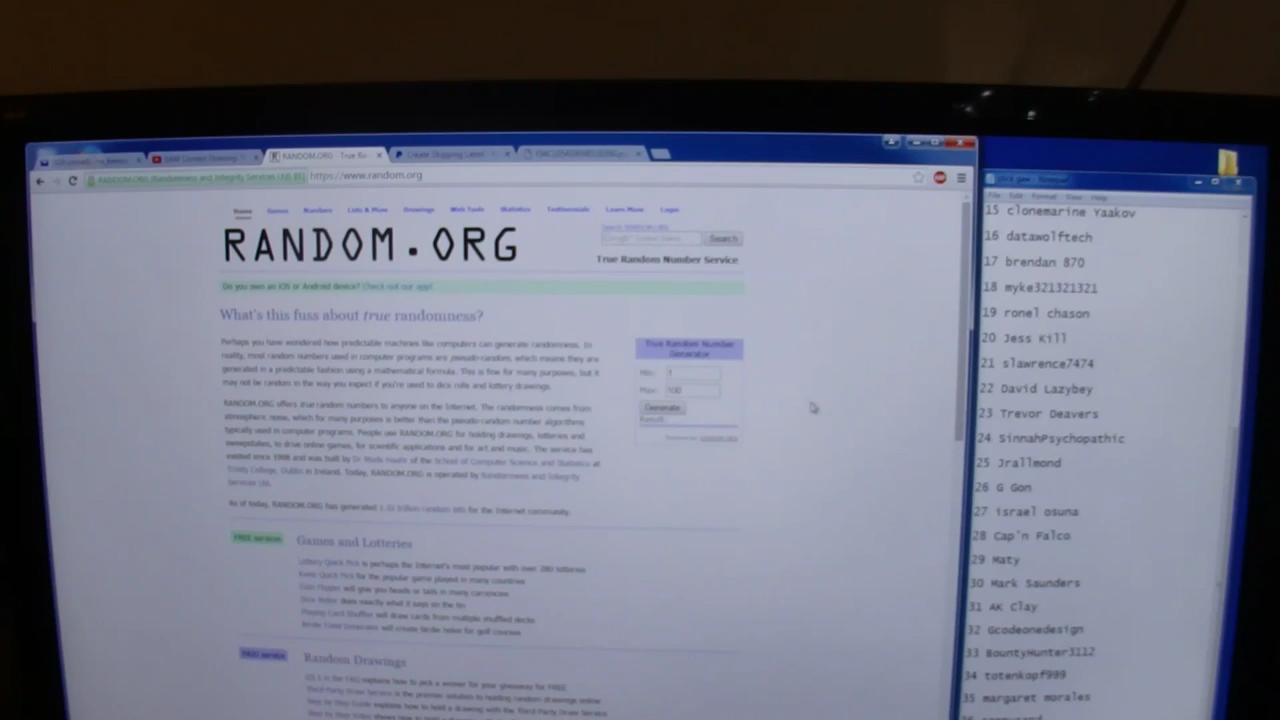 RANDOM.ORG - True Ra
Create Shipping Label
https://www.random.org
Home Games Numbers Lists & More Drawings Web Tools Statistics Testimonials Learn More Login
RANDOM.ORG
Search
True Random Number Service
Do you own an iOS or Android device? Check out our app!
What's this fuss about true randomness?
Perhaps you have wondered how predictable machines like computers can generate randomness. In
reality, most random numbers used in computer programs are pseudo-random, which means they are
generated in a predictable fashion using a mathematical formula. This is fine for many purposes, but it
may not be random in the way you expect if you're used to dice rolls and lottery drawings.
RANDOM.ORG offers true random numbers to anyone on the Internet. The randomness comes from
atmospheric noise, which for many purposes is better than the pseudo-random number algorithms
typically used in computer programs. People use RANDOM.ORG for holding drawings, lotteries and
sweepstakes, to drive online games, for scientific applications and for art and music. The service has
existed since 1998 and was built by Dr Mads Haahr of the School of Computer Science and Statistics at
Trinity College, Dublin in Ireland. Today, RANDOM.ORG is operated by Randomness and Integrity
Services Ltd.
As of today, RANDOM.ORG has generated trillion random bits for the Internet community.
True Random Number
Generator
Min: 1
Max: 100
Generate
Result:
FREE services
Games and Lotteries
Lottery Quick Pick is perhaps the Internet's most popular with over 280 lotteries
Keno Quick Pick for the popular game played in many countries
Coin Flipper will give you heads or tails in many currencies
Dice Roller does exactly what it says on the tin
Playing Card Shuffler will draw cards from multiple shuffled decks
Birdie Fund Generator will create birdie holes for golf courses
PAID service
Random Drawings
explains how to pick a winner for your giveaway for FREE
Third-Party Draw Service is the premier solution to holding random drawings online
Step by Step Guide explains how to hold a drawing with the Third-Party Draw Service
File Edit Format View Help
15 clonemarine Yaakov
16 datawolftech
17 brendan 870
18 myke321321321
19 ronel chason
20 Jess Kill
21 slawrence7474
22 David Lazybey
23 Trevor Deavers
24 SinnahPsychopathic
25 Jrallmond
26 G Gon
27 israel osuna
28 Cap'n Falco
29 Maty
30 Mark Saunders
31 AK Clay
32 Gcodeonedesign
33 BountyHunter3112
34 totenkopf999
35 margaret morales